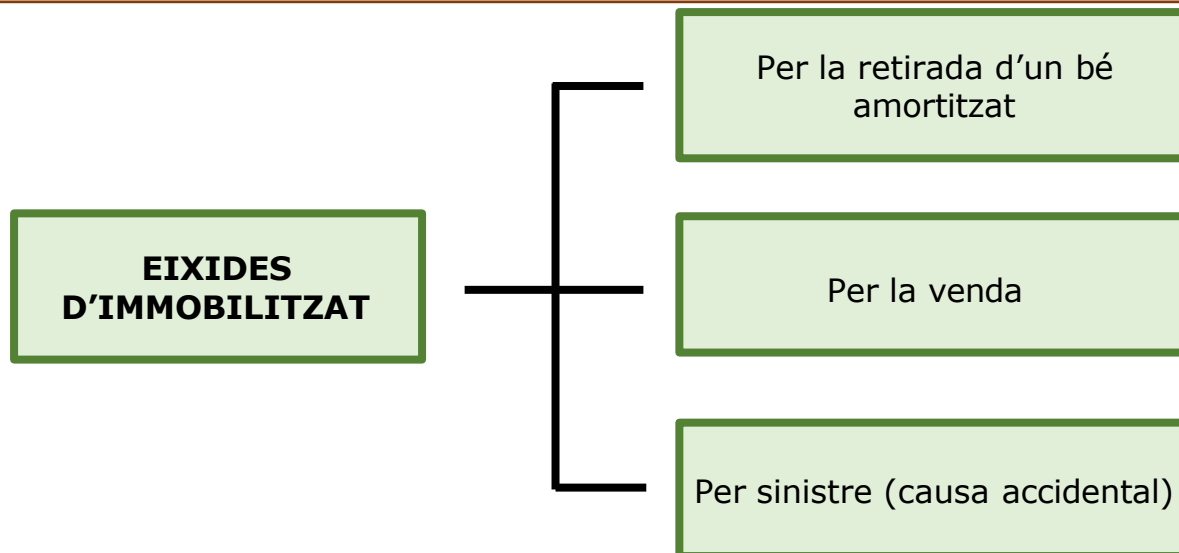 Per la retirada d’un bé
amortitzat
EIXIDES
D’IMMOBILITZAT
Per la venda
Per sinistre (causa accidental)